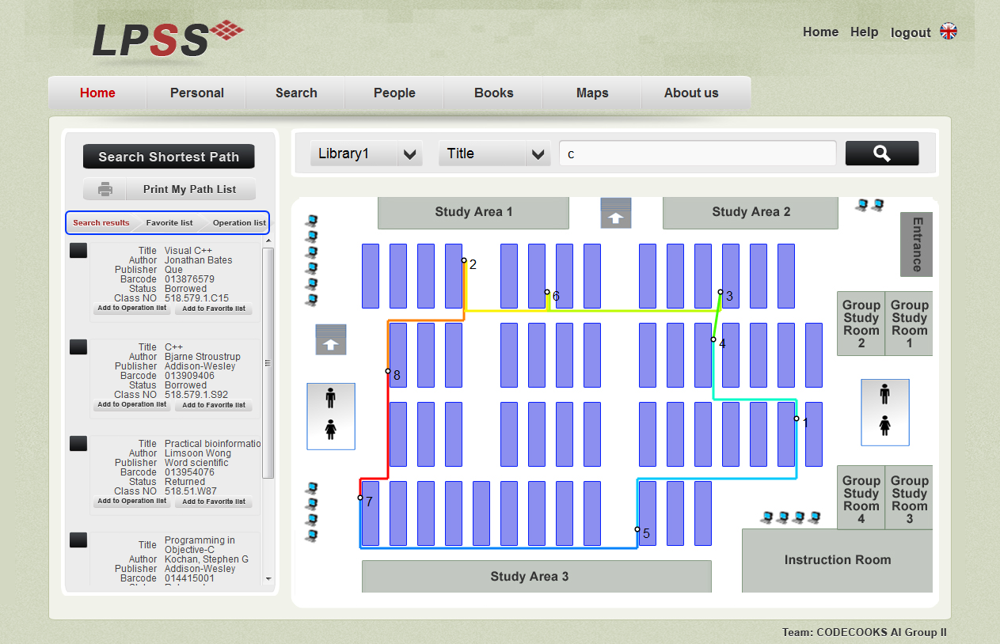 LPSS
Home Help logout
Home Personal Search People Books Maps About us
Search Shortest Path
Print My Path List
Search results Favorite list Operation list
Title Visual C++
Author Jonathan Bates
Publisher Que
Barcode 013876579
Status Borrowed
Class NO 518.579.1.C15
Add to Operation list Add to Favorite list
Title C++
Author Bjarne Stroustrup
Publisher Addison-Wesley
Barcode 013909406
Status Borrowed
Class NO 518.579.1.S92
Add to Operation list Add to Favorite list
Title Practical bioinformatio
Author Limsoon Wong
Publisher Word scientific
Barcode 013954076
Status Returned
Class NO 518.51.W87
Add to Operation list Add to Favorite list
Title Programming in
Objective-C
Author Kochan, Stephen G
Publisher Addison-Wesley
Barcode 014415001
Library1 Title c
Study Area 1
Study Area 2
Entrance
2
6
3
Group
Study
Room
2
Group
Study
Room
1
4
8
1
7
5
Group
Study
Room
4
Group
Study
Room
3
Instruction Room
Study Area 3
Team: CODECOOKS AI Group II